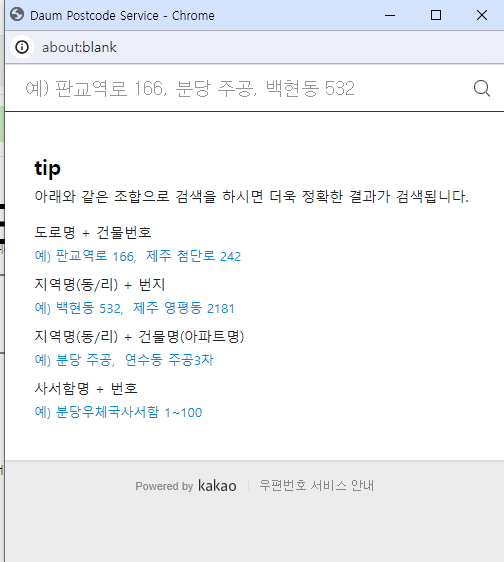 Daum Postcode Service - Chrome
about:blank
예) 판교역로 166, 분당 주공, 백현동 532
tip
아래와 같은 조합으로 검색을 하시면 더욱 정확한 결과가 검색됩니다.
도로명 + 건물번호
예) 판교역로 166, 제주 첨단로 242
지역명(동/리) + 번지
예) 백현동 532, 제주 영평동 2181
지역명(동/리) + 건물명(아파트명)
예) 분당 주공, 연수동 주공3차
사서함명 + 번호
예) 분당우체국사서함 1~100
Powered by kakao 우편번호 서비스 안내